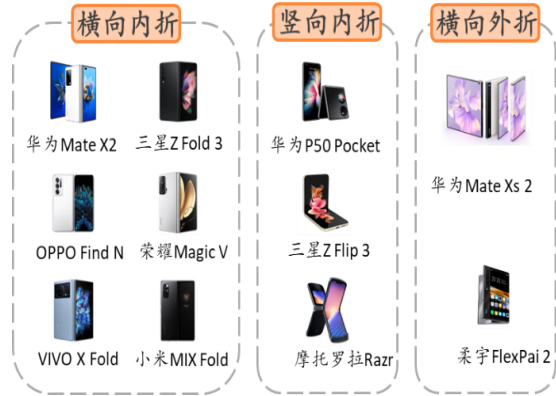 横向内折
竖向内折
横向外折
华为Mate X2
三星Z Fold 3
OPPO Find N
荣耀Magic V
VIVO X Fold
小米MIX Fold
华为P50 Pocket
三星Z Flip 3
摩托罗拉Razr
华为Mate Xs 2
柔宇FlexPai 2